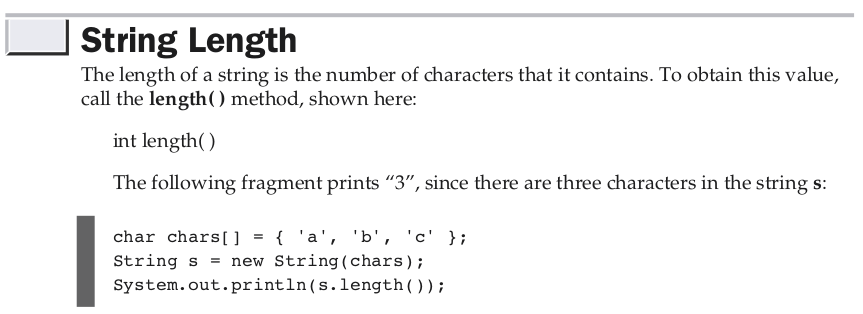 String Length
The length of a string is the number of characters that it contains. To obtain this value,
call the length( ) method, shown here:
int length( )
The following fragment prints “3”, since there are three characters in the string s:
char chars[] = { 'a', 'b', 'c' };
String s = new String(chars);
System.out.println(s.length());